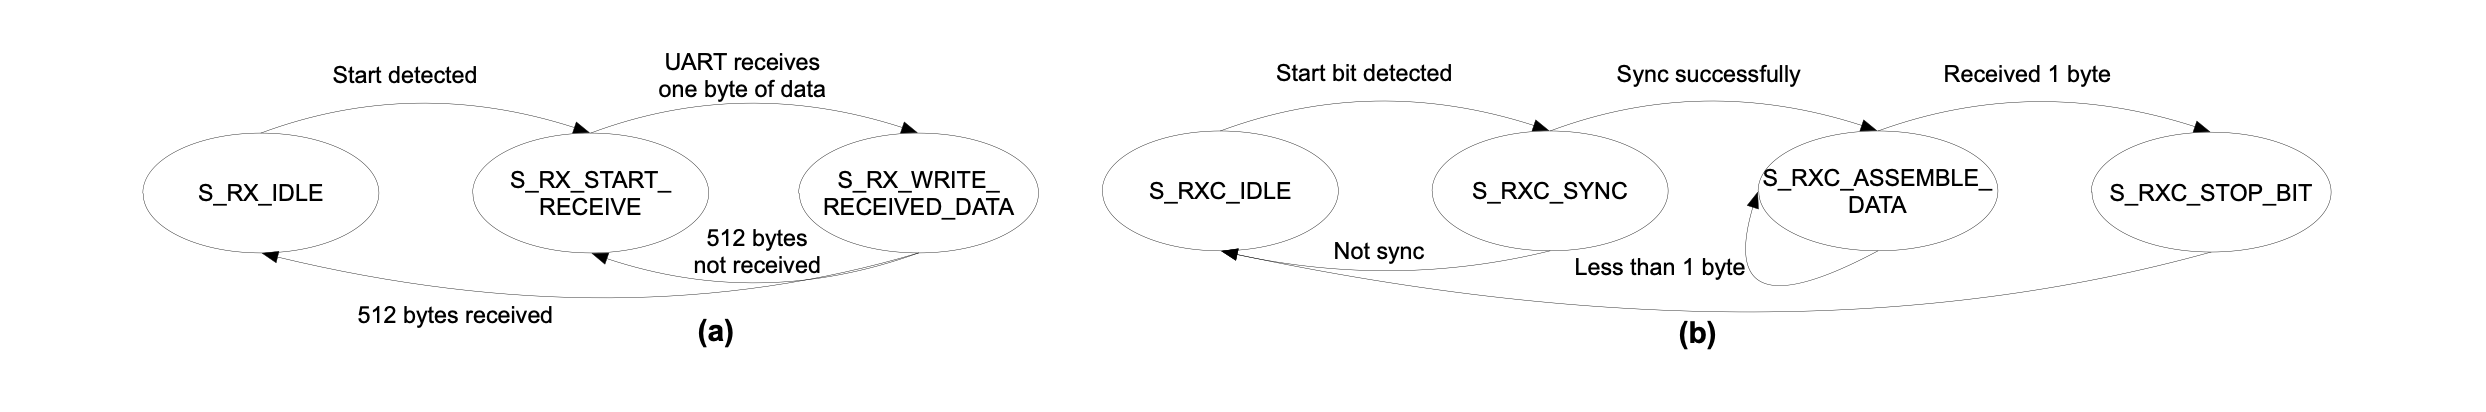 Start detected
UART receives
one byte of data
S_RX_IDLE
S_RX_START_
RECEIVE
S_RX_WRITE_
RECEIVED_DATA
512 bytes
not received
512 bytes received
(a)
Start bit detected
Sync successfully
Received 1 byte
S_RXC_IDLE
S_RXC_SYNC
S_RXC_ASSEMBLE_
DATA
S_RXC_STOP_BIT
Not sync
Less than 1 byte
(b)